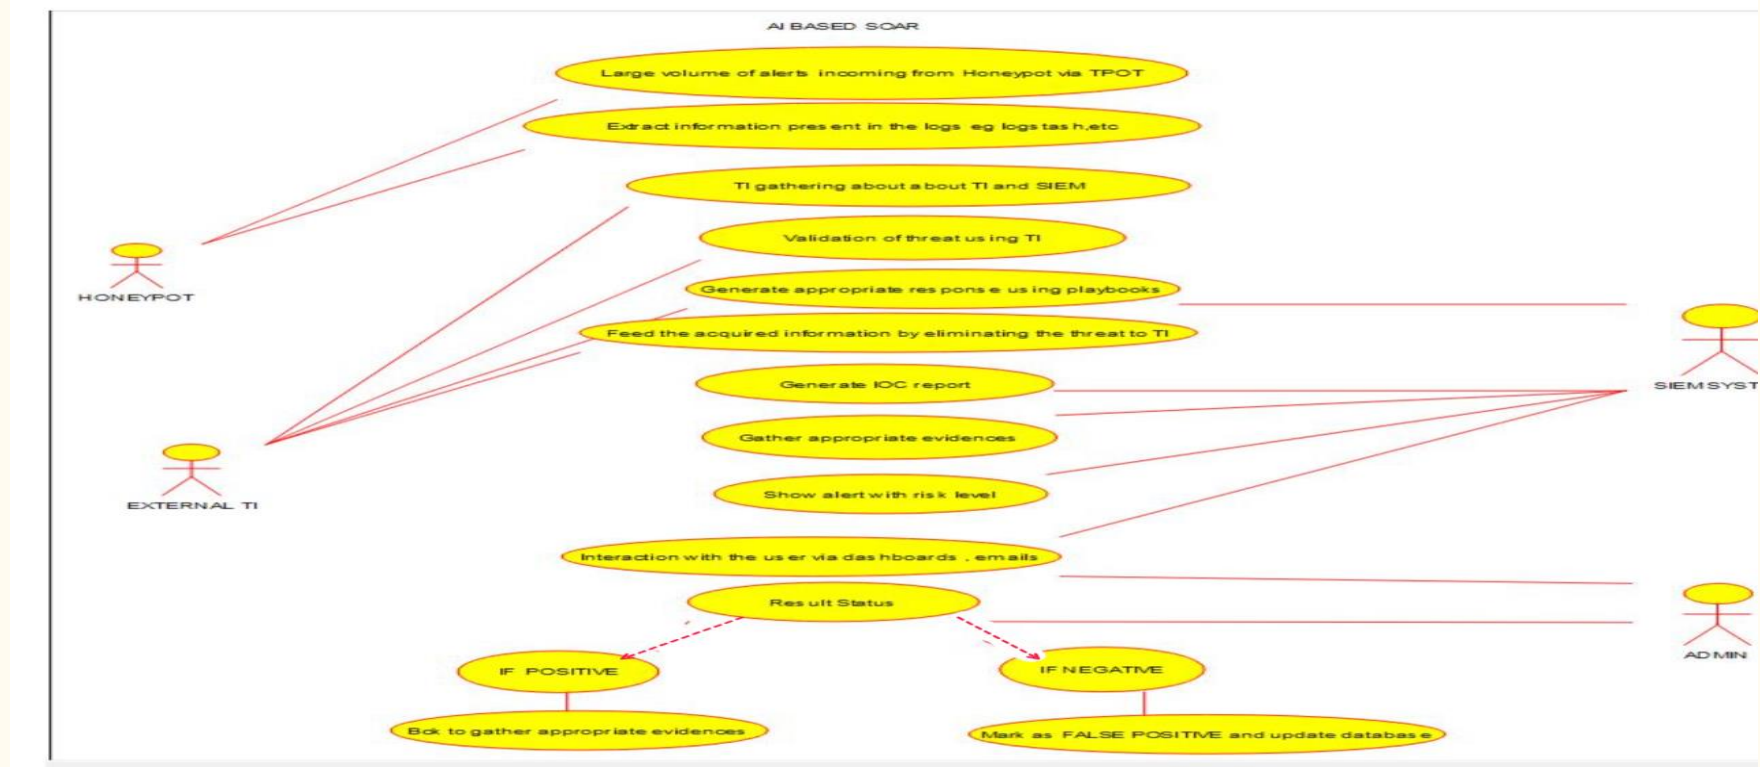 AI BASED SOAR
Large volume of alerts incoming from Honeypot via TPOT
Extract information present in the logs eg logstash,etc
TI gathering about about TI and SIEM
Validation of threat using TI
HONEYPOT
Generate appropriate response using playbooks
Feed the acquired information by eliminating the threat to TI
Generate IOC report
SIEM SYST
Gather appropriate evidences
Show alert with risk level
EXTERNAL TI
Interaction with the user via dashboards , emails
Result Status
ADMIN
IF POSITIVE
IF NEGATIVE
Bck to gather appropriate evidences
Mark as FALSE POSITIVE and update database